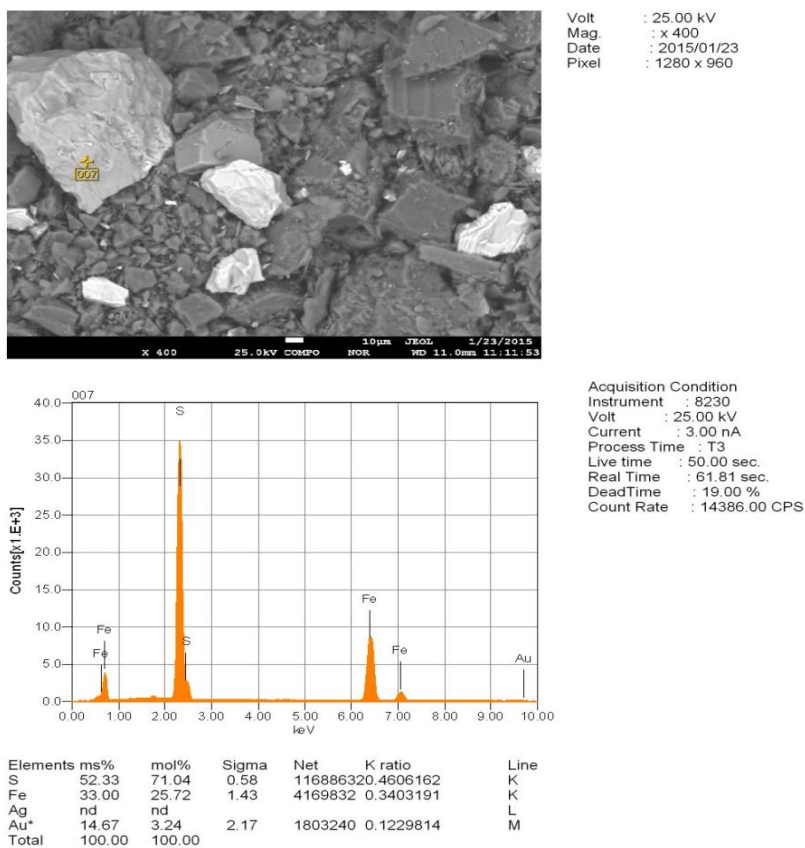 Volt : 25.00 kV
Mag. : x 400
Date : 2015/01/23
Pixel : 1280 x 960
007
10µm JEOL 1/23/2015
X 400 25.0kV COMPO NOR WD 11.0mm 11:11:53
Acquisition Condition
Instrument : 8230
Volt : 25.00 kV
Current : 3.00 nA
Process Time : T3
Live time : 50.00 sec.
Real Time : 61.81 sec.
DeadTime : 19.00 %
Count Rate : 14386.00 CPS
007
Counts[x1.E+3]
40.0
35.0
30.0
25.0
20.0
15.0
10.0
5.0
0.0
S
Fe
Fe
S
Fe
Fe
Au
0.00 1.00 2.00 3.00 4.00 5.00 6.00 7.00 8.00 9.00 10.00
keV
Elements ms% mol% Sigma Net K ratio Line
S 52.33 71.04 0.58 116886320.4606162 K
Fe 33.00 25.72 1.43 4169832 0.3403191 K
Ag nd nd L
Au* 14.67 3.24 2.17 1803240 0.1229814 M
Total 100.00 100.00